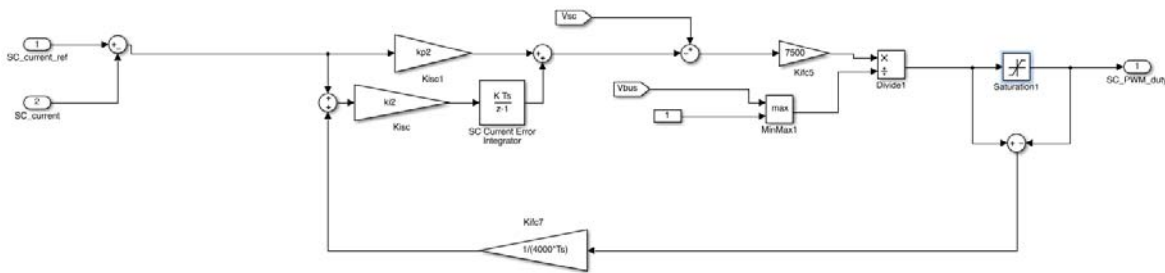 Vsc
1
SC_current_ref
kp2
Kisc1
7500
Kifc5
×
÷
Divide1
Saturation1
1
SC_PWM_duty
2
SC_current
ki2
Kisc
K Ts
z-1
SC Current Error
Integrator
Vbus
1
max
MinMax1
Kifc7
1/(4000*Ts)